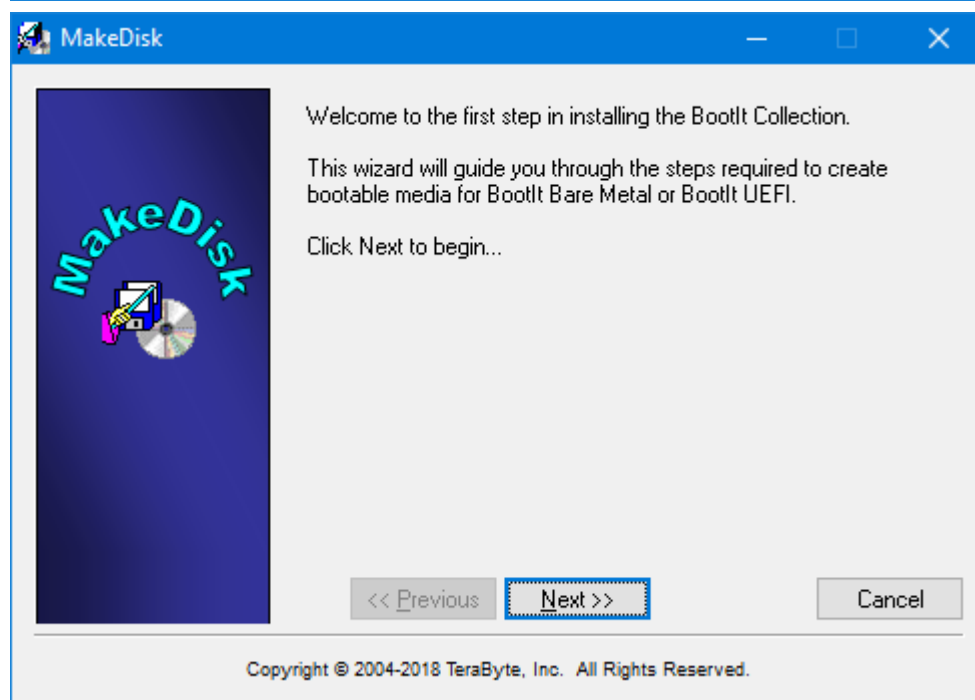 MakeDisk
Welcome to the first step in installing the BootIt Collection.
This wizard will guide you through the steps required to create
bootable media for BootIt Bare Metal or BootIt UEFI.
Click Next to begin...
MakeDisk
<< Previous
Next >>
Cancel
Copyright © 2004-2018 TeraByte, Inc. All Rights Reserved.